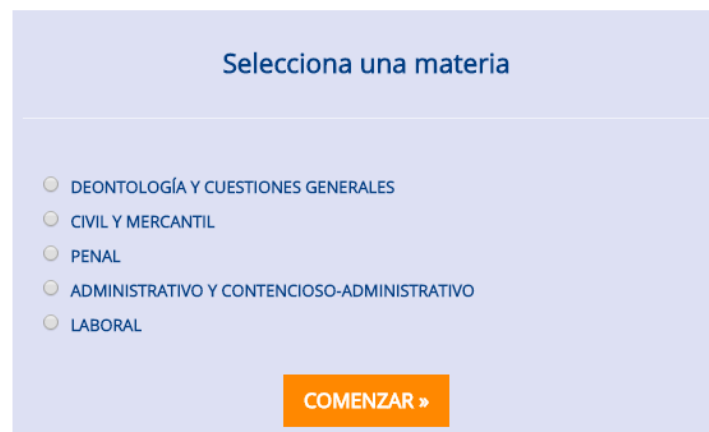 Selecciona una materia
DEONTOLOGÍA Y CUESTIONES GENERALES
CIVIL Y MERCANTIL
PENAL
ADMINISTRATIVO Y CONTENCIOSO-ADMINISTRATIVO
LABORAL
COMENZAR »